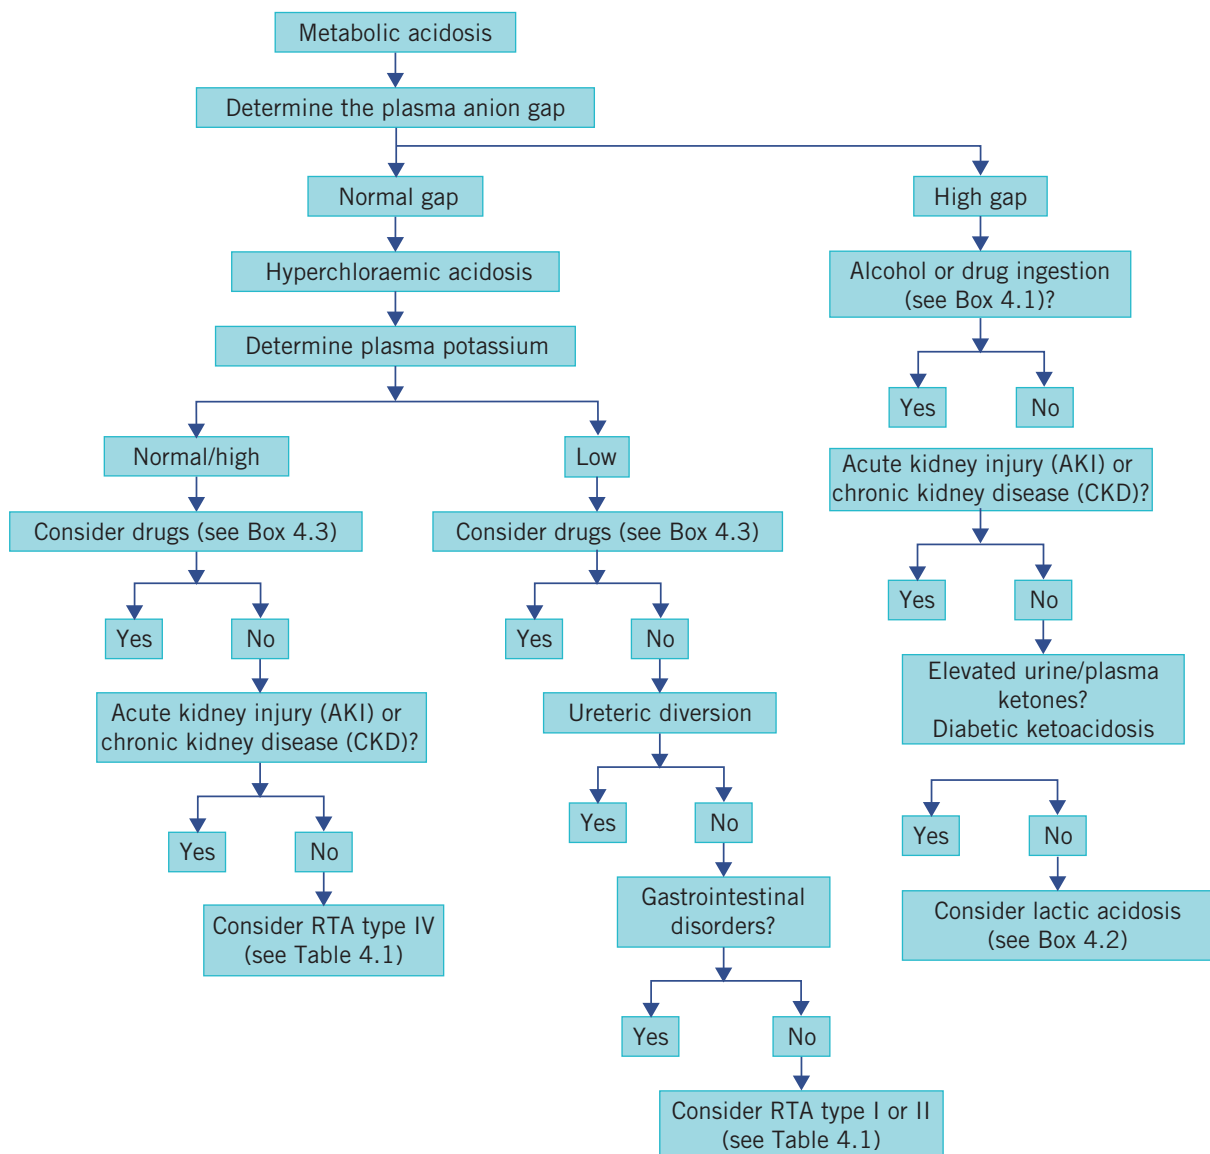 Metabolic acidosis
Determine the plasma anion gap
Normal gap
High gap
Hyperchloraemic acidosis
Alcohol or drug ingestion
(see Box 4.1)?
Determine plasma potassium
Yes
No
Normal/high
Low
Acute kidney injury (AKI) or
chronic kidney disease (CKD)?
Consider drugs (see Box 4.3)
Consider drugs (see Box 4.3)
Yes
No
Yes
No
Yes
No
Elevated urine/plasma
ketones?
Diabetic ketoacidosis
Acute kidney injury (AKI) or
chronic kidney disease (CKD)?
Ureteric diversion
Yes
No
Yes
No
Yes
No
Consider RTA type IV
(see Table 4.1)
Gastrointestinal
disorders?
Consider lactic acidosis
(see Box 4.2)
Yes
No
Consider RTA type I or II
(see Table 4.1)